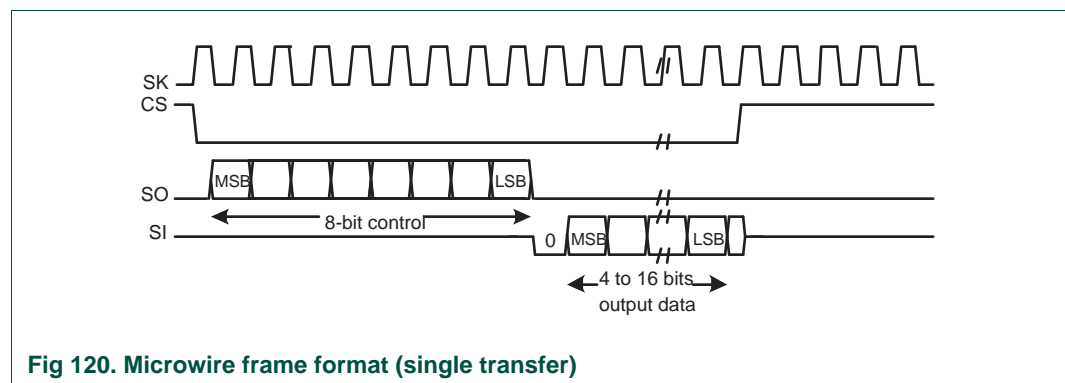 SK
CS
SO
MSB
LSB
8-bit control
SI
0
MSB
LSB
4 to 16 bits
output data
Fig 120. Microwire frame format (single transfer)